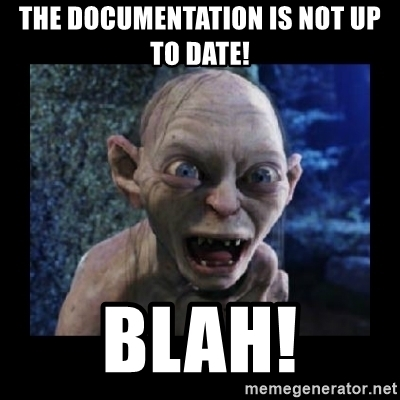 THE DOCUMENTATION IS NOT UP
TO DATE!
BLAH!
memegenerator.net